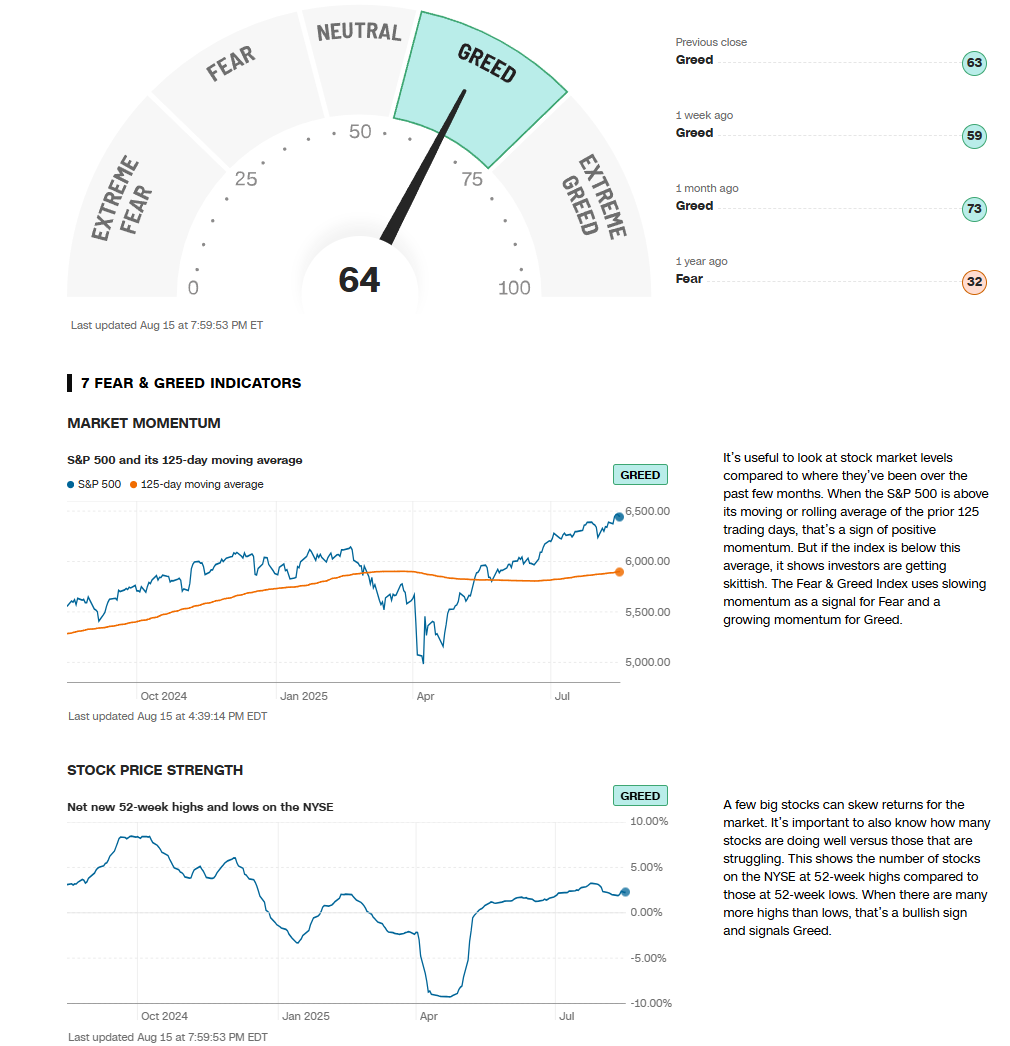 EXTREME
FEAR
FEAR
NEUTRAL
GREED
EXTREME
GREED
0
25
50
75
100
64
Last updated Aug 15 at 7:59:53 PM ET
Previous close
Greed
63
1 week ago
Greed
59
1 month ago
Greed
73
1 year ago
Fear
32
7 FEAR & GREED INDICATORS
MARKET MOMENTUM
S&P 500 and its 125-day moving average
GREED
S&P 500
125-day moving average
6,500.00
6,000.00
5,500.00
5,000.00
Oct 2024
Jan 2025
Apr
Jul
Last updated Aug 15 at 4:39:14 PM EDT
It's useful to look at stock market levels
compared to where they've been over the
past few months. When the S&P 500 is above
its moving or rolling average of the prior 125
trading days, that's a sign of positive
momentum. But if the index is below this
average, it shows investors are getting
skittish. The Fear & Greed Index uses slowing
momentum as a signal for Fear and a
growing momentum for Greed.
STOCK PRICE STRENGTH
Net new 52-week highs and lows on the NYSE
GREED
10.00%
5.00%
0.00%
-5.00%
-10.00%
Oct 2024
Jan 2025
Apr
Jul
Last updated Aug 15 at 7:59:53 PM EDT
A few big stocks can skew returns for the
market. It's important to also know how many
stocks are doing well versus those that are
struggling. This shows the number of stocks
on the NYSE at 52-week highs compared to
those at 52-week lows. When there are many
more highs than lows, that's a bullish sign
and signals Greed.